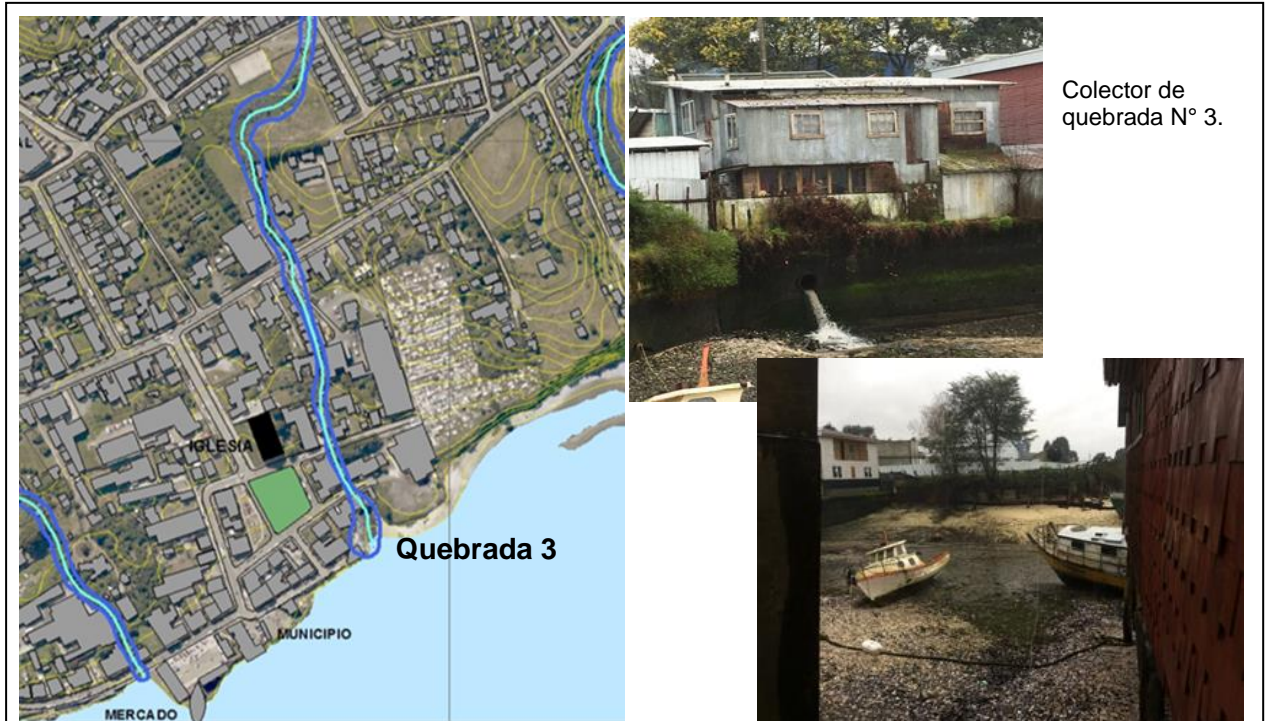 Colector de
quebrada N° 3.
IGLESIA
Quebrada 3
MUNICIPIO
MERCADO